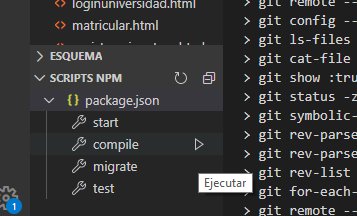 loginuniversidad.html
matricular.html
ESQUEMA
SCRIPTS NPM
{} package.json
start
compile
migrate
test
Ejecutar
1
> git remote --
> git config --
> git ls-files
> git cat-file
> git show :tru
> git status -z
> git symbolic-
> git rev-parse
> git rev-parse
> git rev-list
> git for-each-
> git remote --